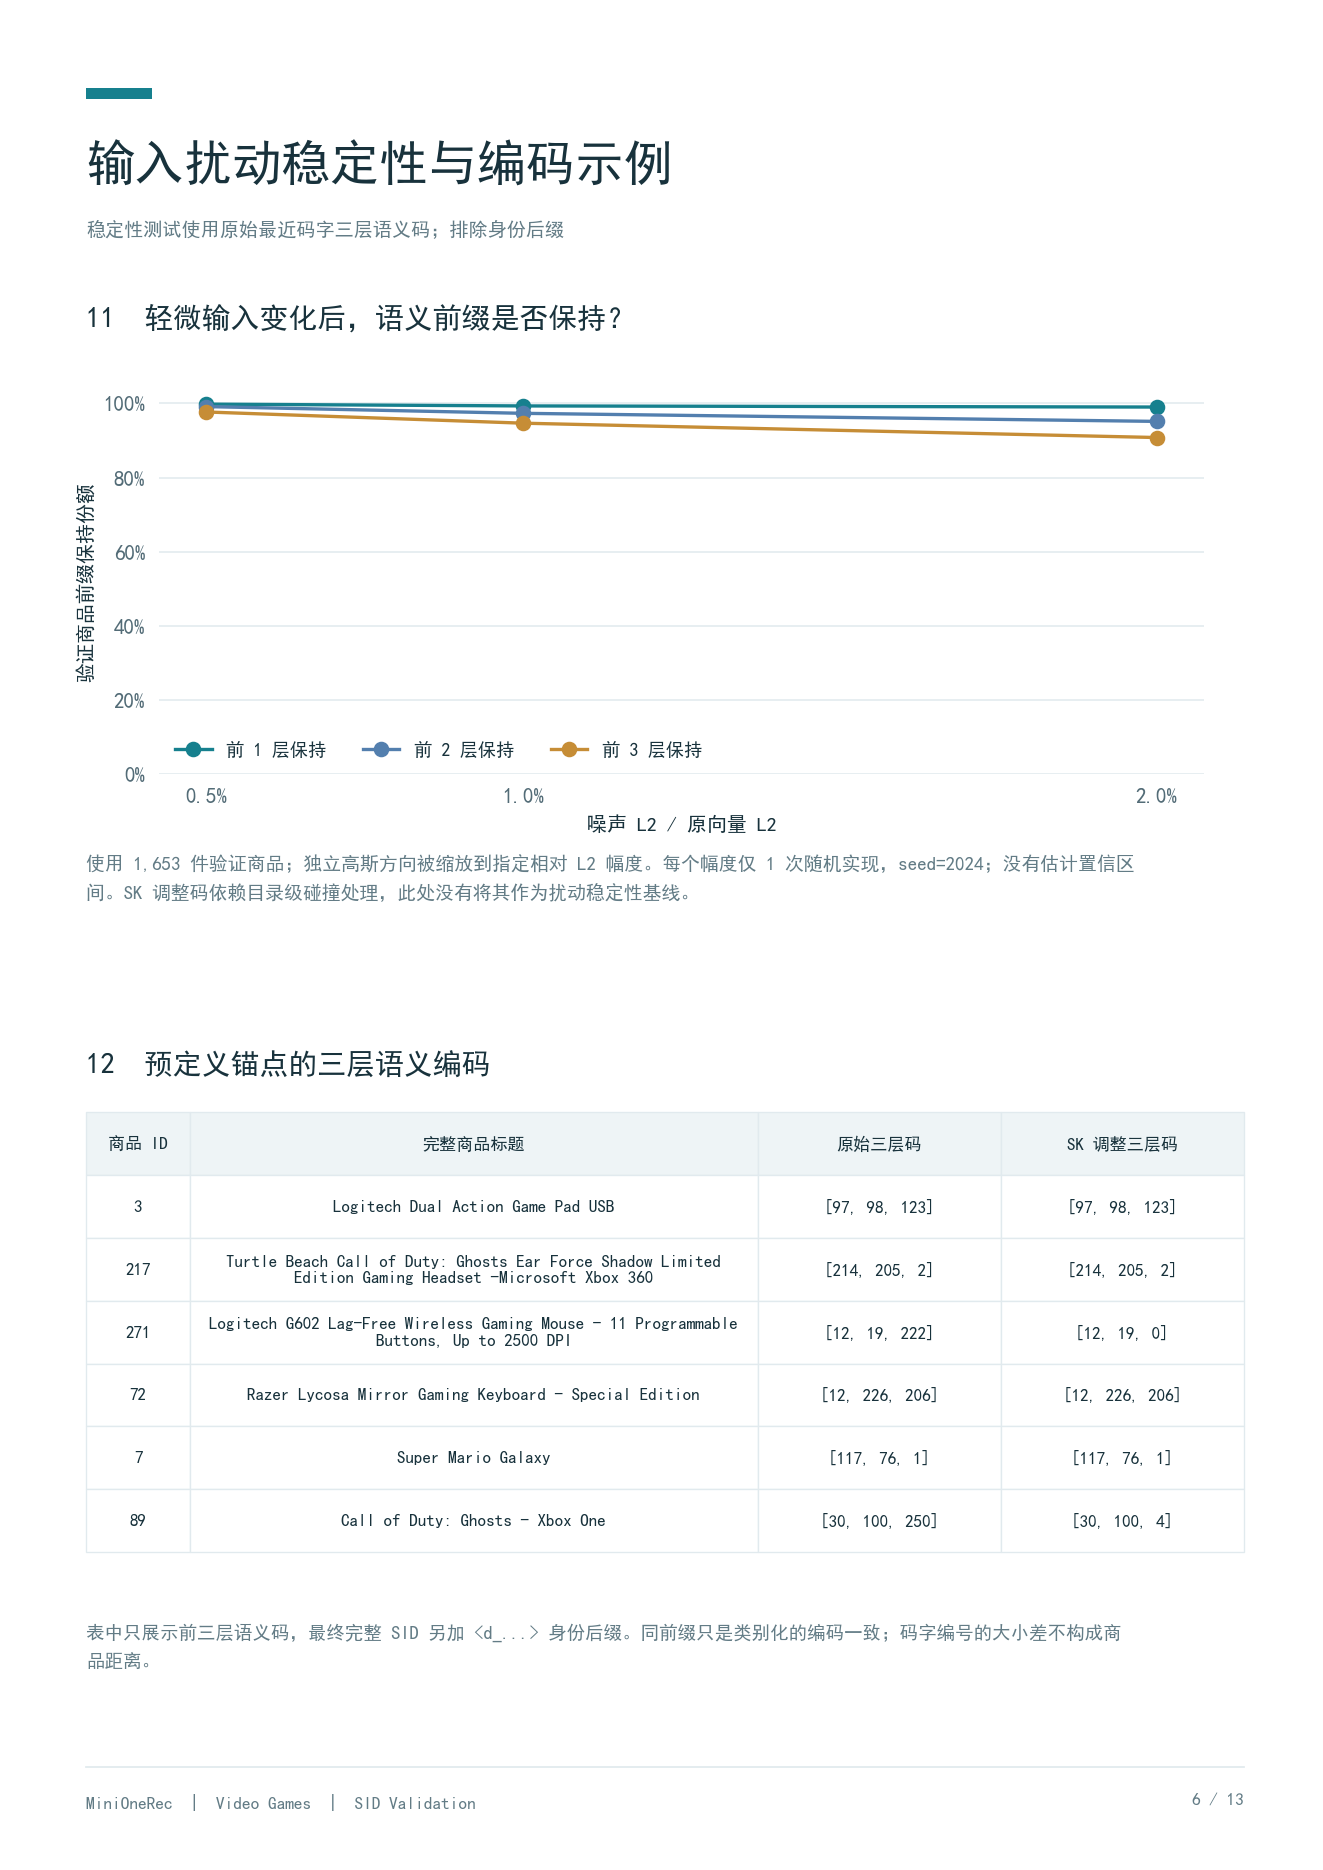 输入扰动稳定性与编码示例
稳定性测试使用原始最近码字三层语义码；排除身份后缀
11 轻微输入变化后，语义前缀是否保持？
100%
80%
60%
40%
20%
0%
验证商品前缀保持份额
前 1 层保持 前 2 层保持 前 3 层保持
0.5% 1.0% 2.0%
噪声 L2 / 原向量 L2
使用 1,653 件验证商品；独立高斯方向被缩放到指定相对 L2 幅度。每个幅度仅 1 次随机实现，seed=2024；没有估计置信区
间。SK 调整码依赖目录级碰撞处理，此处没有将其作为扰动稳定性基线。
12 预定义锚点的三层语义编码
商品 ID 完整商品标题 原始三层码 SK 调整三层码
3 Logitech Dual Action Game Pad USB [97, 98, 123] [97, 98, 123]
Turtle Beach Call of Duty: Ghosts Ear Force Shadow Limited
217 Edition Gaming Headset -Microsoft Xbox 360 [214, 205, 2] [214, 205, 2]
Logitech G602 Lag-Free Wireless Gaming Mouse – 11 Programmable
271 Buttons, Up to 2500 DPI [12, 19, 222] [12, 19, 0]
72 Razer Lycosa Mirror Gaming Keyboard - Special Edition [12, 226, 206] [12, 226, 206]
7 Super Mario Galaxy [117, 76, 1] [117, 76, 1]
89 Call of Duty: Ghosts - Xbox One [30, 100, 250] [30, 100, 4]
表中只展示前三层语义码，最终完整 SID 另加 <d_...> 身份后缀。同前缀只是类别化的编码一致；码字编号的大小差不构成商
品距离。
MiniOneRec | Video Games | SID Validation
6 / 13